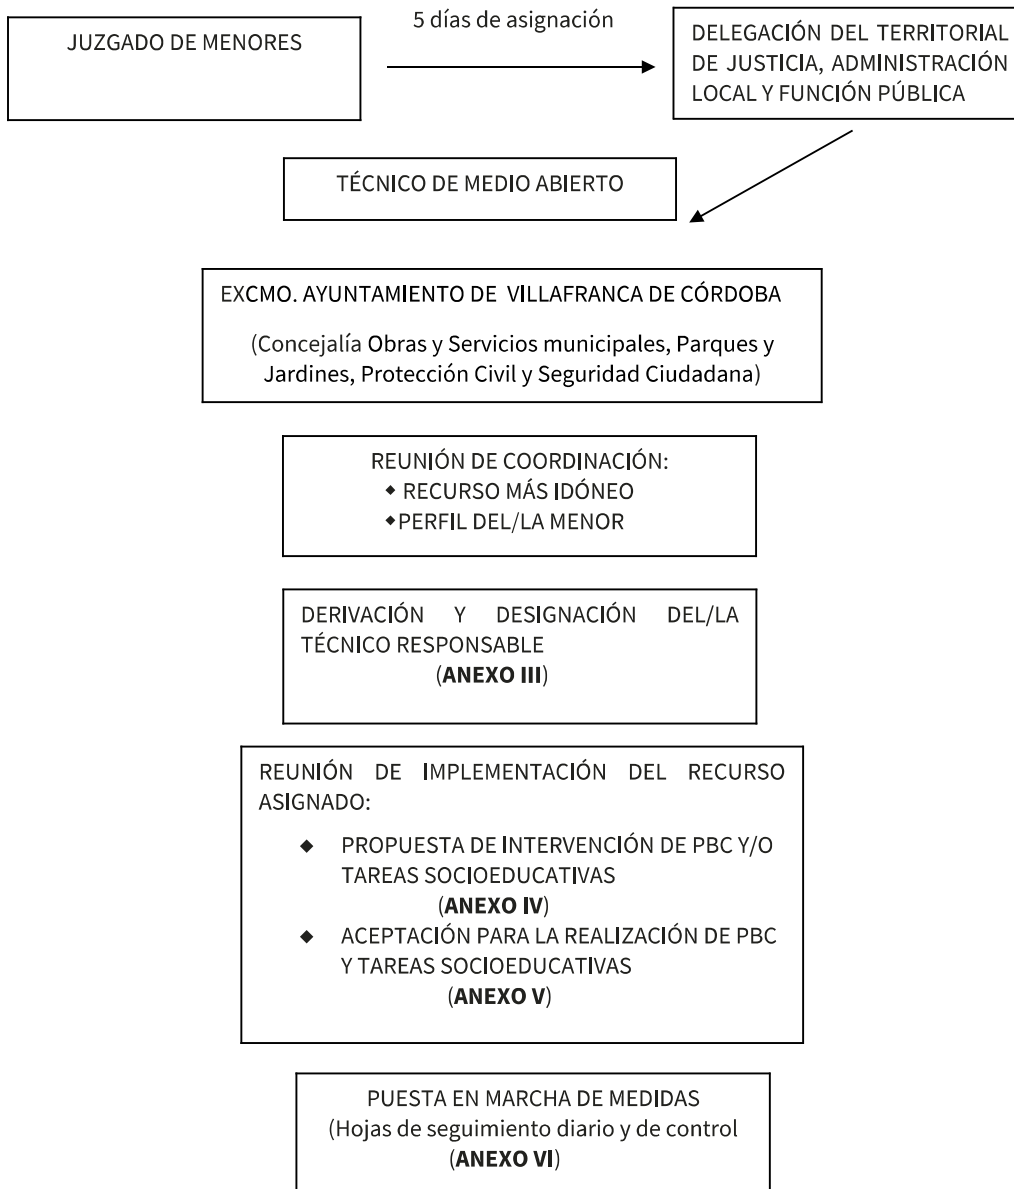 JUZGADO DE MENORES
5 días de asignación
DELEGACIÓN DEL TERRITORIAL
DE JUSTICIA, ADMINISTRACIÓN
LOCAL Y FUNCIÓN PÚBLICA
TÉCNICO DE MEDIO ABIERTO
EXCMO. AYUNTAMIENTO DE VILLAFRANCA DE CÓRDOBA
(Concejalía Obras y Servicios municipales, Parques y
Jardines, Protección Civil y Seguridad Ciudadana)
REUNIÓN DE COORDINACIÓN:
◆ RECURSO MÁS IDÓNEO
◆PERFIL DEL/LA MENOR
DERIVACIÓN Y DESIGNACIÓN DEL/LA
TÉCNICO RESPONSABLE
(ANEXO III)
REUNIÓN DE IMPLEMENTACIÓN DEL RECURSO
ASIGNADO:
◆ PROPUESTA DE INTERVENCIÓN DE PBC Y/O
TAREAS SOCIOEDUCATIVAS
(ANEXO IV)
◆ ACEPTACIÓN PARA LA REALIZACIÓN DE PBC
Y TAREAS SOCIOEDUCATIVAS
(ANEXO V)
PUESTA EN MARCHA DE MEDIDAS
(Hojas de seguimiento diario y de control
(ANEXO VI)